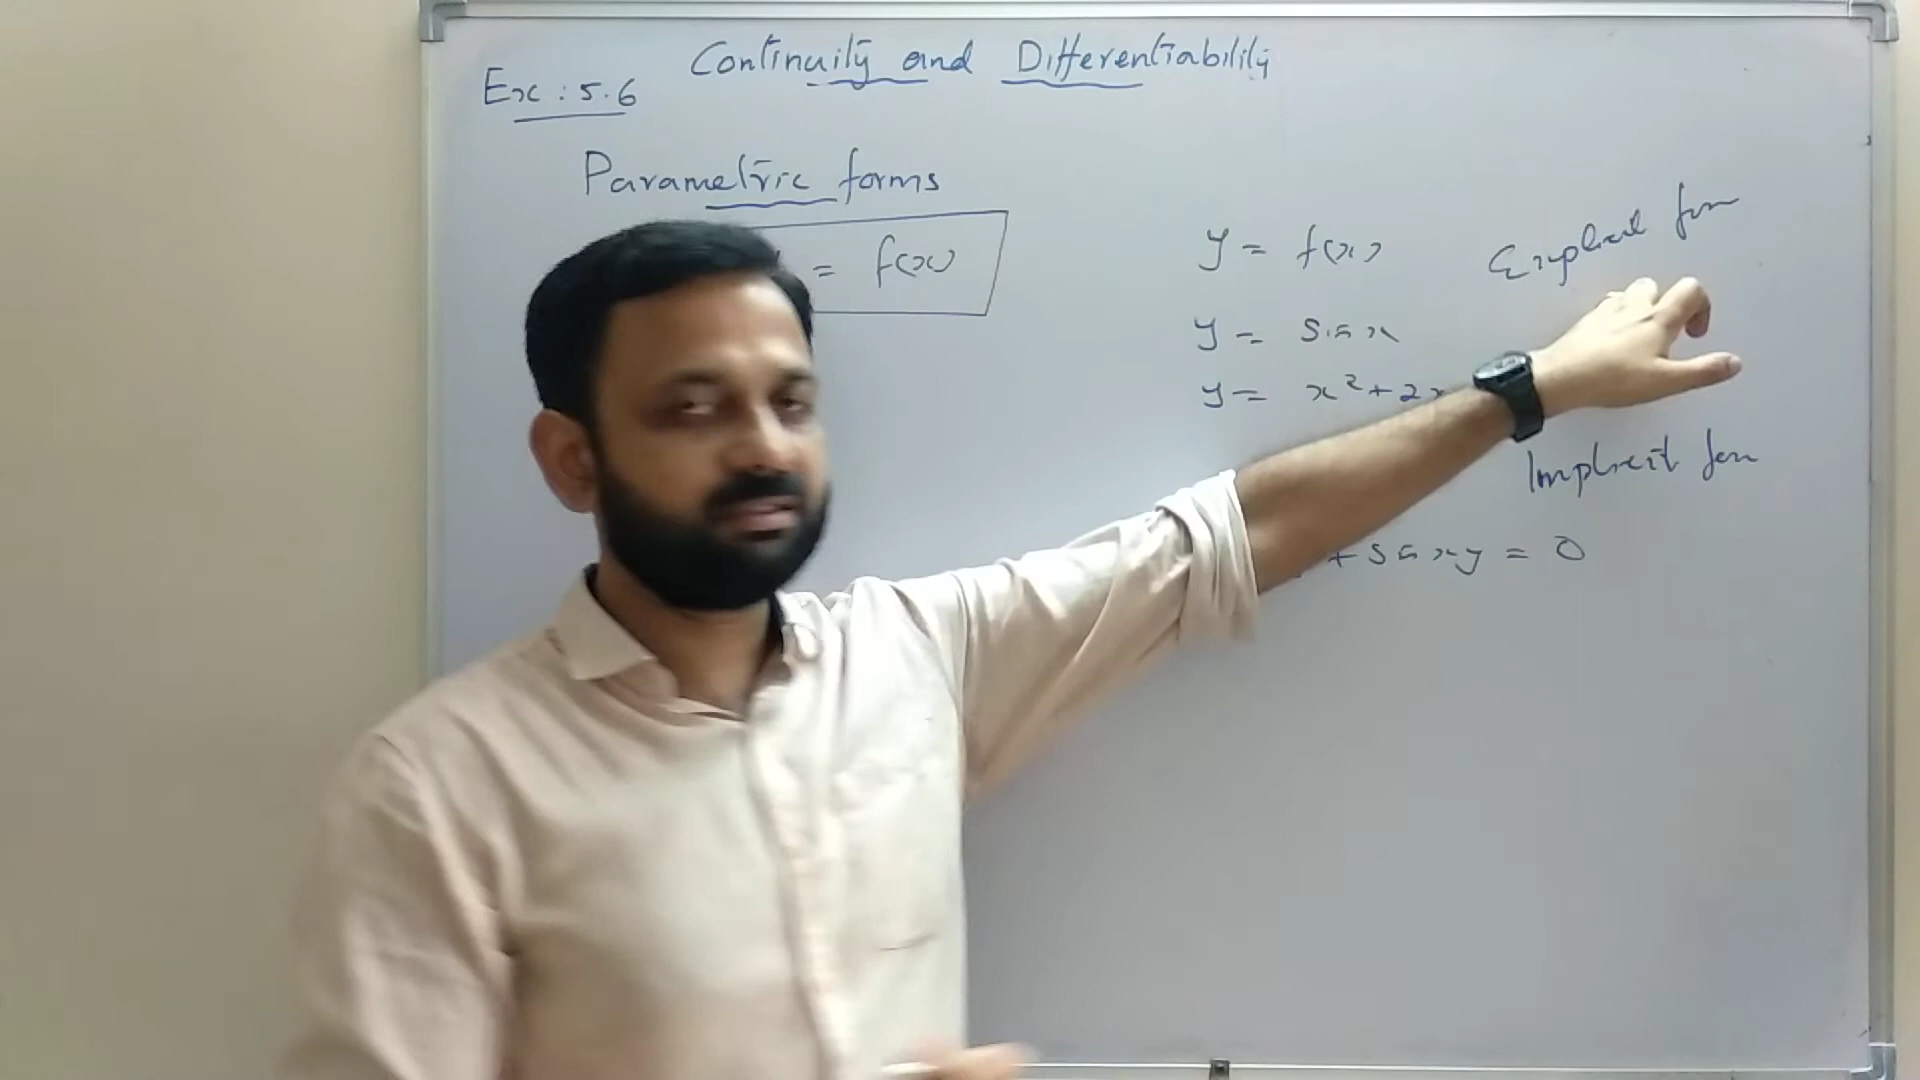 Continuity and Differentiability
Ex : 5.6
Parametric forms
= f(x)
y = f(x)
Explicit form
y = sin x
y = x² + 2x
Implicit form
+ sin xy = 0